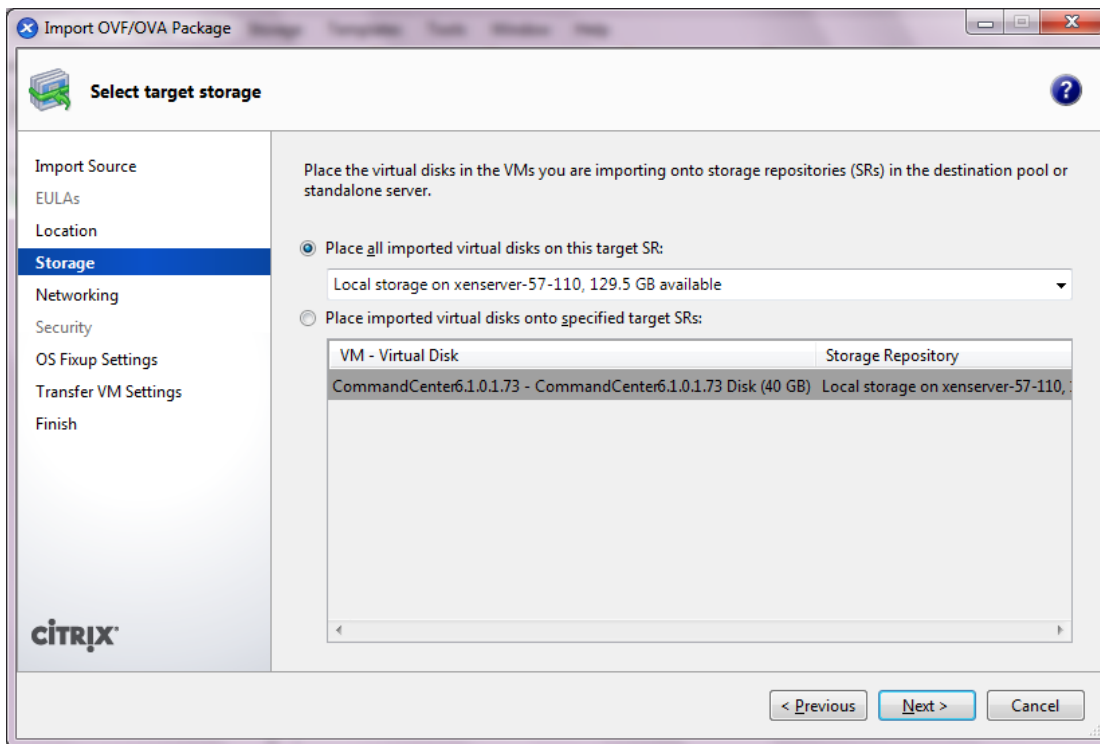 Import OVF/OVA Package
Storage Templates Tools Window Help
Select target storage
?
Import Source
EULAs
Location
Storage
Networking
Security
OS Fixup Settings
Transfer VM Settings
Finish
CITRIX
Place the virtual disks in the VMs you are importing onto storage repositories (SRs) in the destination pool or
standalone server.
Place all imported virtual disks on this target SR:
Local storage on xenserver-57-110, 129.5 GB available
Place imported virtual disks onto specified target SRs:
VM - Virtual Disk Storage Repository
CommandCenter6.1.0.1.73 - CommandCenter6.1.0.1.73 Disk (40 GB) Local storage on xenserver-57-110,
< Previous Next > Cancel